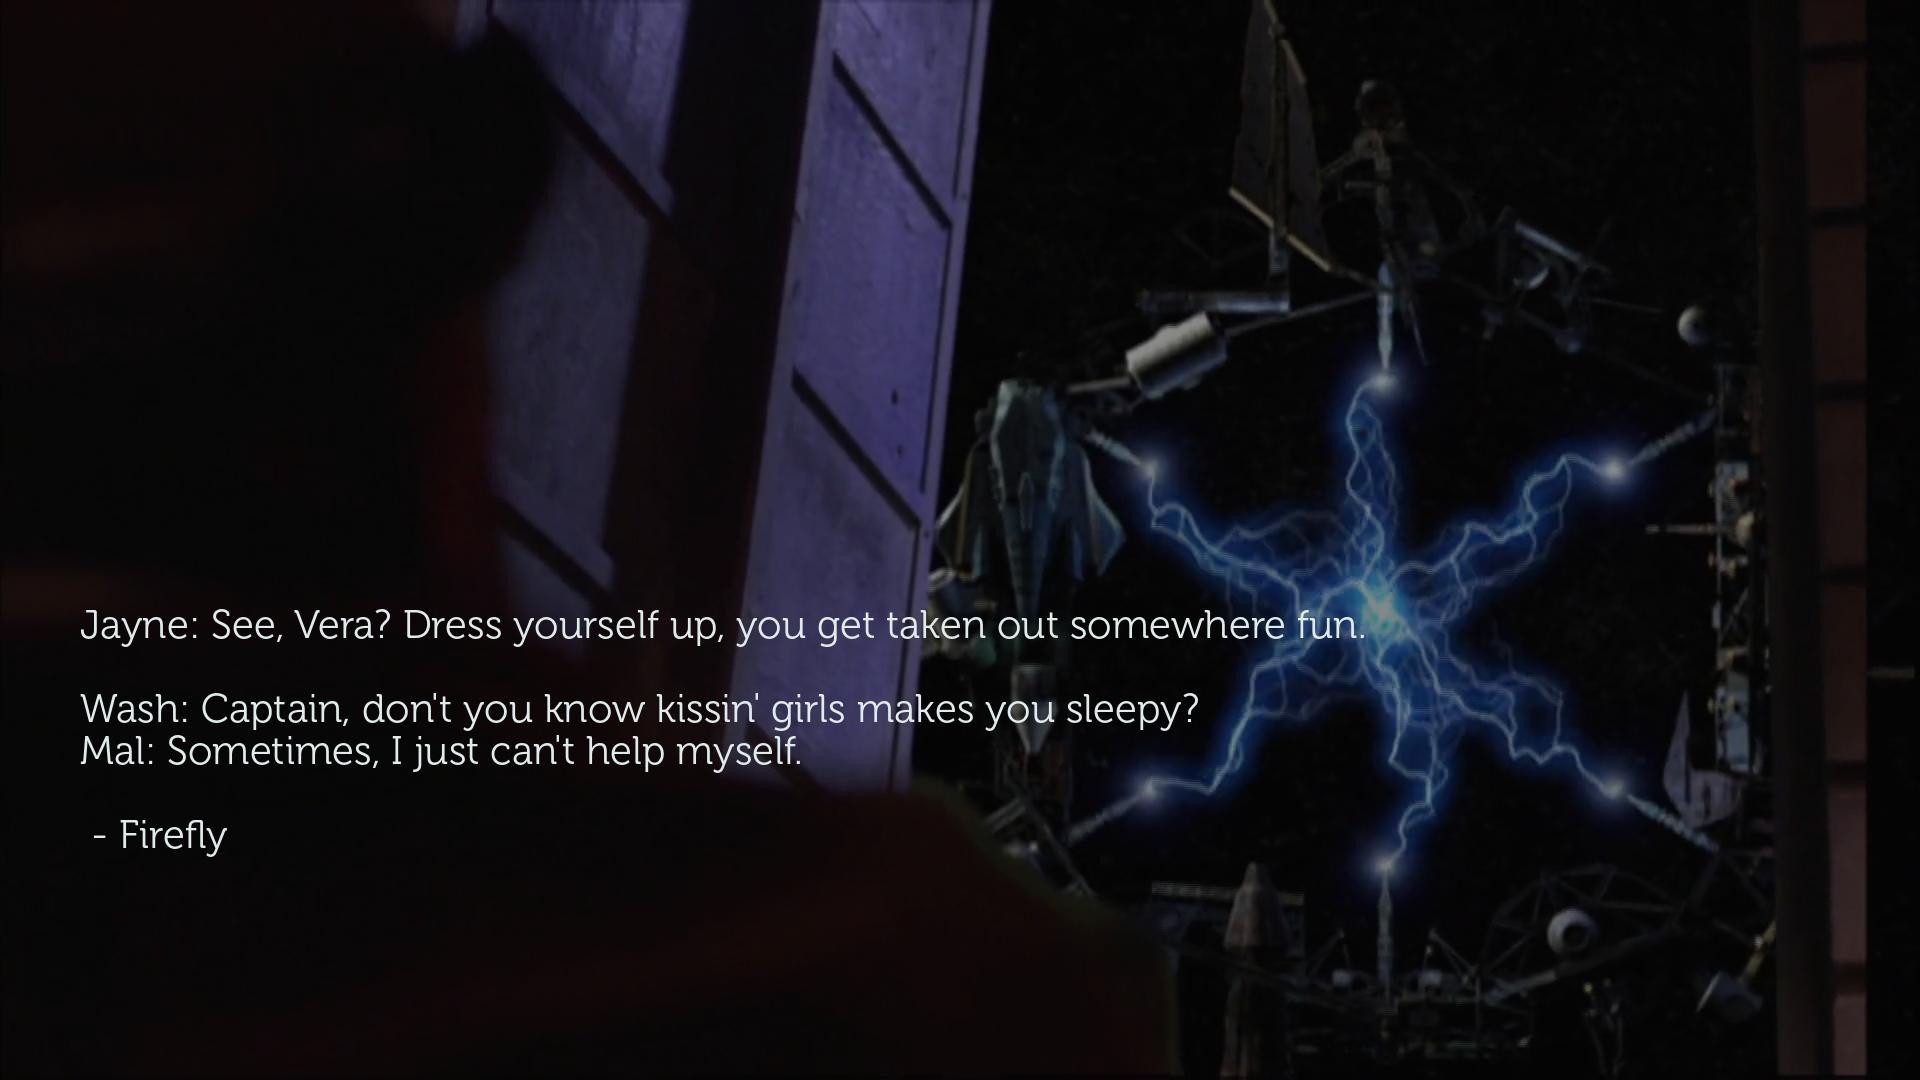 Jayne: See, Vera? Dress yourself up, you get taken out somewhere fun.
Wash: Captain, don't you know kissin' girls makes you sleepy?
Mal: Sometimes, I just can't help myself.
- Firefly